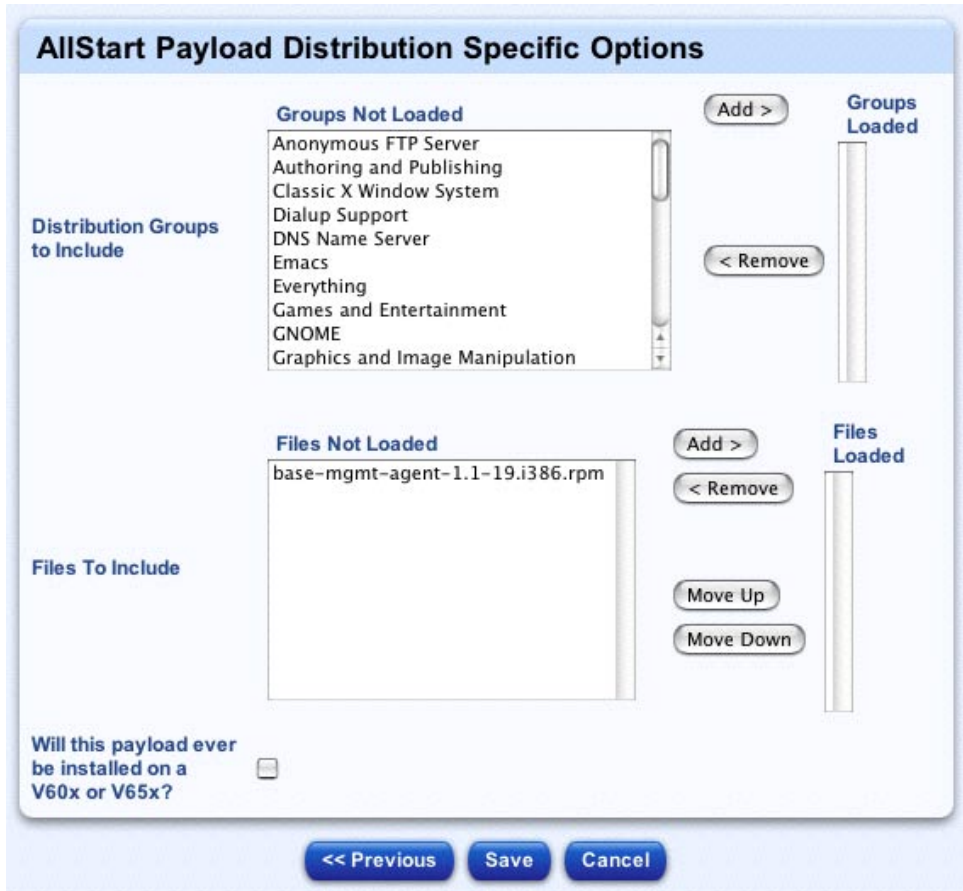 AllStart Payload Distribution Specific Options
Distribution Groups
to Include
Groups Not Loaded
Anonymous FTP Server
Authoring and Publishing
Classic X Window System
Dialup Support
DNS Name Server
Emacs
Everything
Games and Entertainment
GNOME
Graphics and Image Manipulation
Add >
< Remove
Groups
Loaded
Files To Include
Files Not Loaded
base-mgmt-agent-1.1-19.i386.rpm
Add >
< Remove
Move Up
Move Down
Files
Loaded
Will this payload ever
be installed on a
V60x or V65x?
<< Previous
Save
Cancel